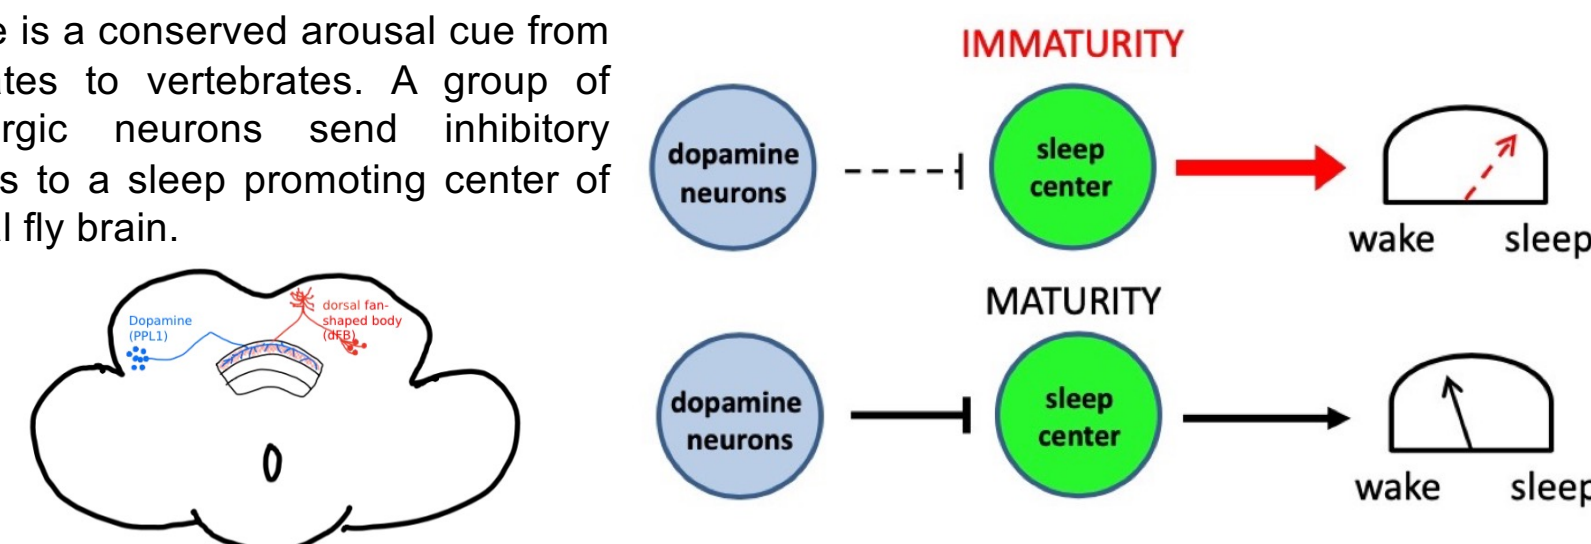 e is a conserved arousal cue from
ates to vertebrates. A group of
rgic neurons send inhibitory
s to a sleep promoting center of
l fly brain.
Dopamine
(PPL1)
dorsal fan-
shaped body
(dFB)
IMMATURITY
dopamine
neurons
sleep
center
wake sleep
MATURITY
dopamine
neurons
sleep
center
wake sleep